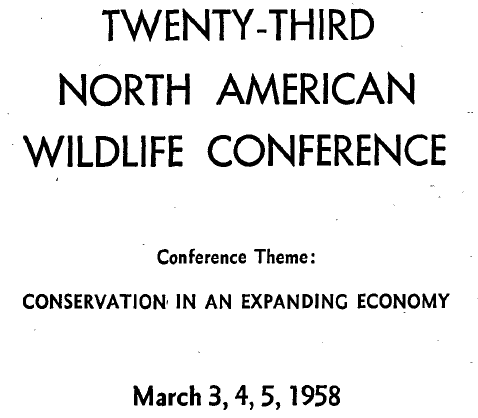 TWENTY-THIRD
NORTH AMERICAN
WILDLIFE CONFERENCE
Conference Theme:
CONSERVATION IN AN EXPANDING ECONOMY
March 3, 4, 5, 1958